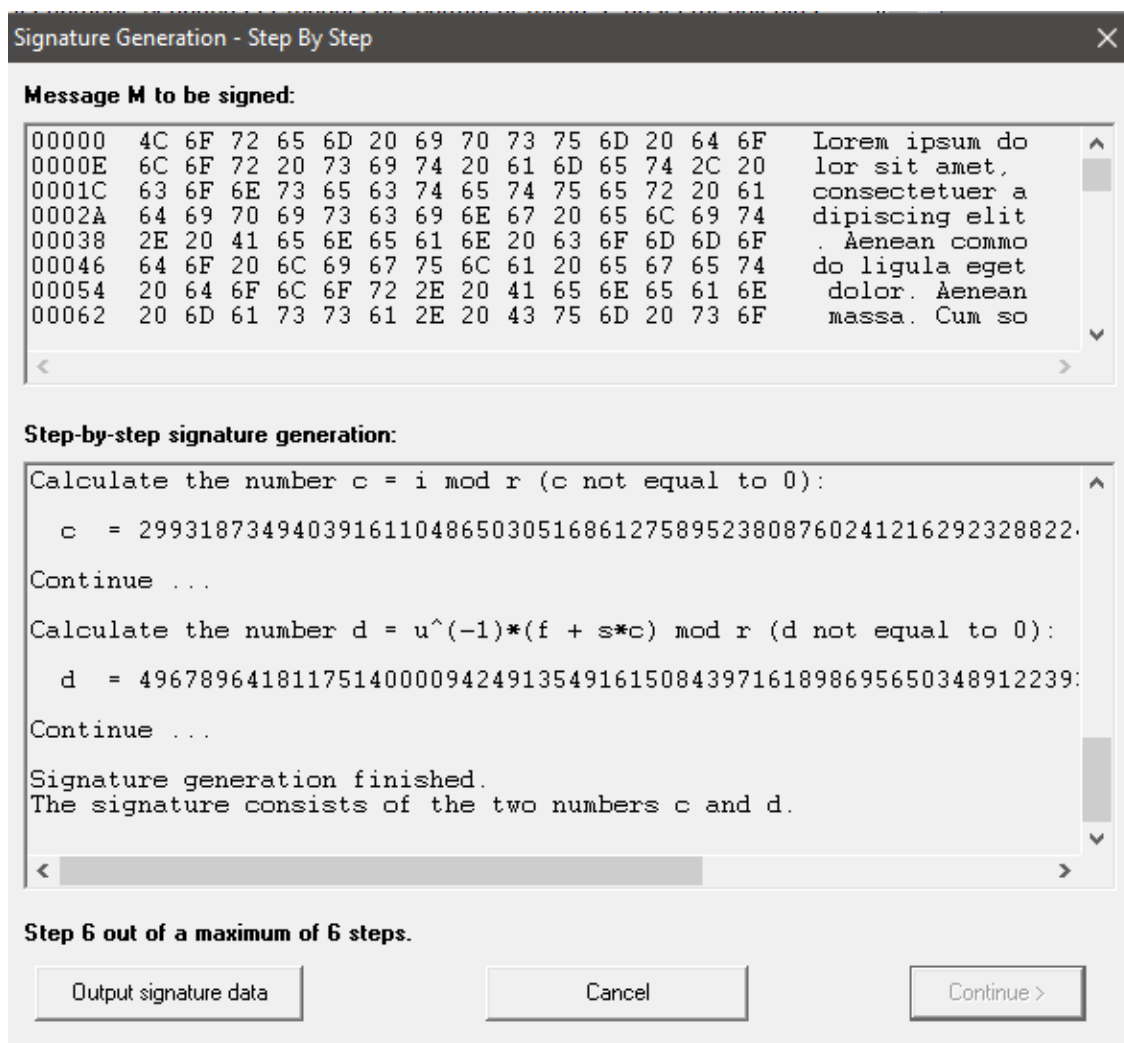 Signature Generation - Step By Step
Message M to be signed:
00000 4C 6F 72 65 6D 20 69 70 73 75 6D 20 64 6F Lorem ipsum do
0000E 6C 6F 72 20 73 69 74 20 61 6D 65 74 2C 20 lor sit amet,
0001C 63 6F 6E 73 65 63 74 65 74 75 65 72 20 61 consectetuer a
0002A 64 69 70 69 73 63 69 6E 67 20 65 6C 69 74 dipiscing elit
00038 2E 20 41 65 6E 65 61 6E 20 63 6F 6D 6D 6F . Aenean commo
00046 64 6F 20 6C 69 67 75 6C 61 20 65 67 65 74 do ligula eget
00054 20 64 6F 6C 6F 72 2E 20 41 65 6E 65 61 6E dolor. Aenean
00062 20 6D 61 73 73 61 2E 20 43 75 6D 20 73 6F massa. Cum so
Step-by-step signature generation:
Calculate the number c = i mod r (c not equal to 0):
c = 29931873494039161104865030516861275895238087602412162923288224
Continue ...
Calculate the number d = u^(-1)*(f + s*c) mod r (d not equal to 0):
d = 49678964181175140000942491354916150843971618986956503489122393
Continue ...
Signature generation finished.
The signature consists of the two numbers c and d.
Step 6 out of a maximum of 6 steps.
Output signature data
Cancel
Continue >